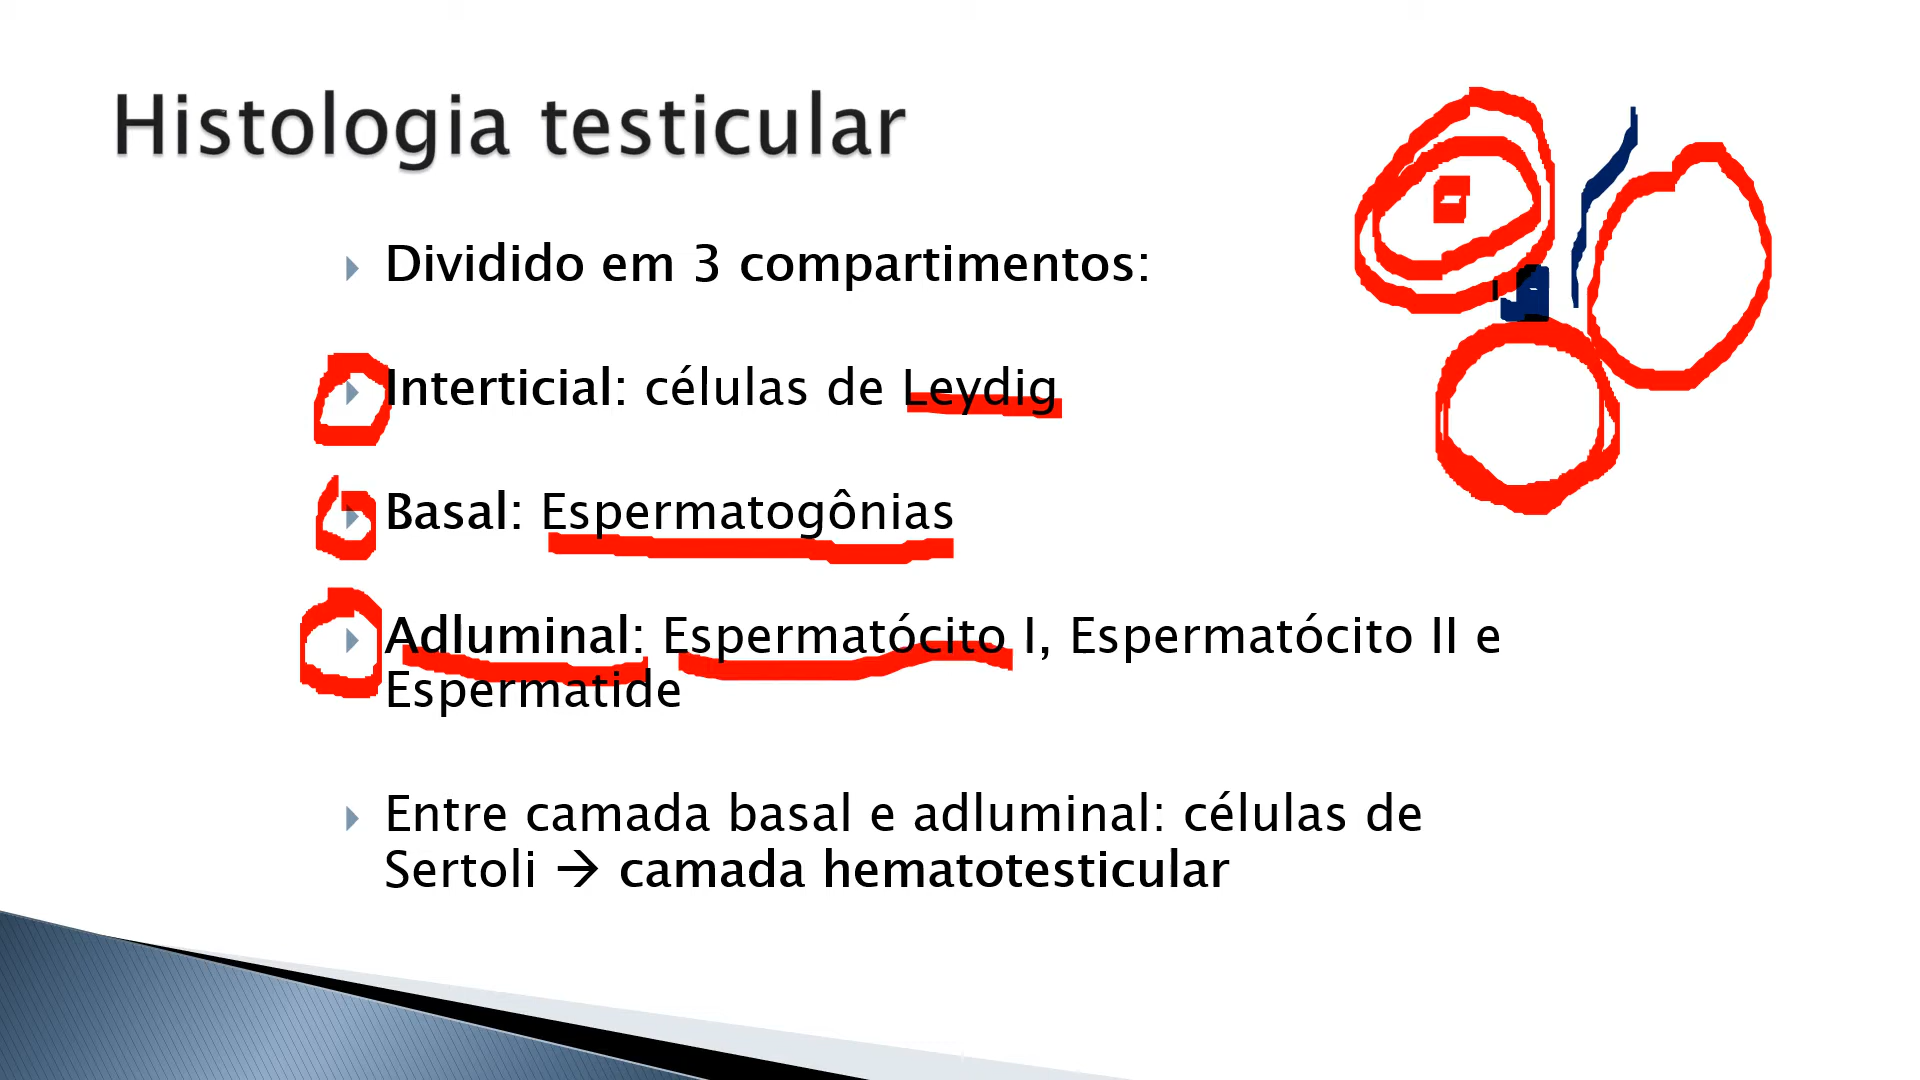 Histologia testicular
Dividido em 3 compartimentos:
Interticial: células de Leydig
Basal: Espermatogônias
Adluminal: Espermatócito I, Espermatócito II e
Espermatide
Entre camada basal e adluminal: células de
Sertoli → camada hematotesticular